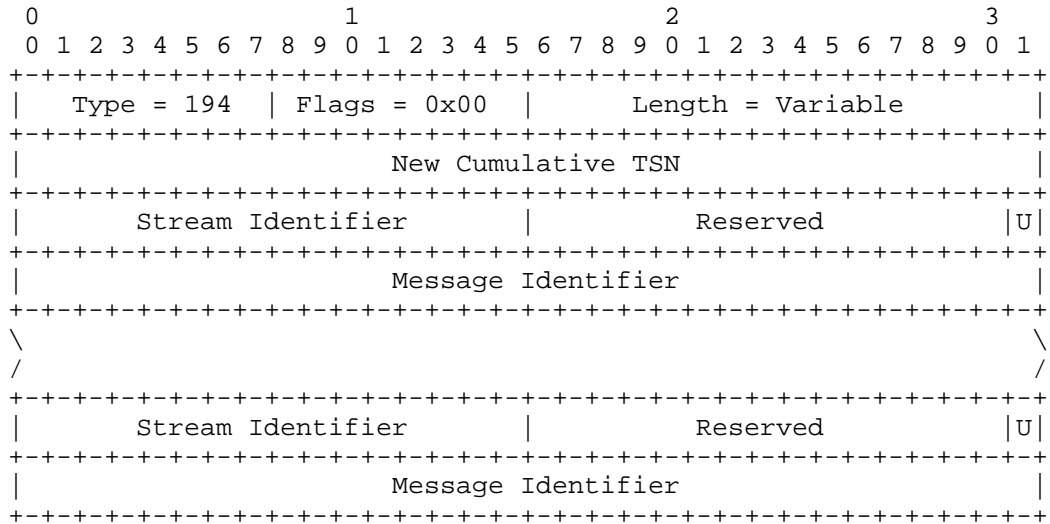 0                   1                   2                   3
 0 1 2 3 4 5 6 7 8 9 0 1 2 3 4 5 6 7 8 9 0 1 2 3 4 5 6 7 8 9 0 1
+-+-+-+-+-+-+-+-+-+-+-+-+-+-+-+-+-+-+-+-+-+-+-+-+-+-+-+-+-+-+-+-+
|   Type = 194  | Flags = 0x00  |      Length = Variable        |
+-+-+-+-+-+-+-+-+-+-+-+-+-+-+-+-+-+-+-+-+-+-+-+-+-+-+-+-+-+-+-+-+
|                       New Cumulative TSN                      |
+-+-+-+-+-+-+-+-+-+-+-+-+-+-+-+-+-+-+-+-+-+-+-+-+-+-+-+-+-+-+-+-+
|       Stream Identifier       |          Reserved           |U|
+-+-+-+-+-+-+-+-+-+-+-+-+-+-+-+-+-+-+-+-+-+-+-+-+-+-+-+-+-+-+-+-+
|                       Message Identifier                      |
+-+-+-+-+-+-+-+-+-+-+-+-+-+-+-+-+-+-+-+-+-+-+-+-+-+-+-+-+-+-+-+-+
\                                                               \
/                                                               /
+-+-+-+-+-+-+-+-+-+-+-+-+-+-+-+-+-+-+-+-+-+-+-+-+-+-+-+-+-+-+-+-+
|       Stream Identifier       |          Reserved           |U|
+-+-+-+-+-+-+-+-+-+-+-+-+-+-+-+-+-+-+-+-+-+-+-+-+-+-+-+-+-+-+-+-+
|                       Message Identifier                      |
+-+-+-+-+-+-+-+-+-+-+-+-+-+-+-+-+-+-+-+-+-+-+-+-+-+-+-+-+-+-+-+-+